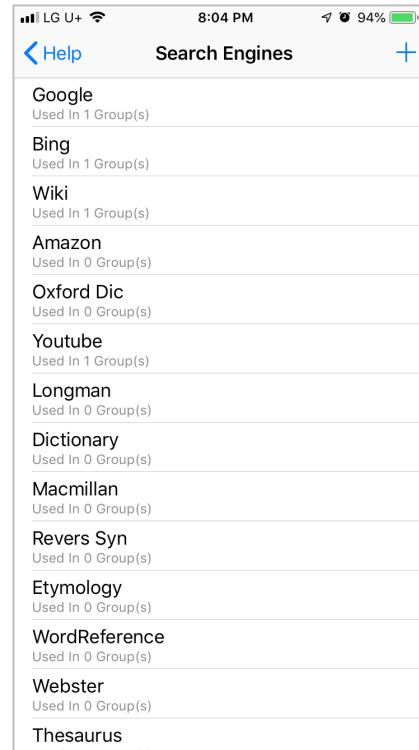 LG U+ 8:04 PM 94%
Help Search Engines +
Google
Used In 1 Group(s)
Bing
Used In 1 Group(s)
Wiki
Used In 1 Group(s)
Amazon
Used In 0 Group(s)
Oxford Dic
Used In 0 Group(s)
Youtube
Used In 1 Group(s)
Longman
Used In 0 Group(s)
Dictionary
Used In 0 Group(s)
Macmillan
Used In 0 Group(s)
Revers Syn
Used In 0 Group(s)
Etymology
Used In 0 Group(s)
WordReference
Used In 0 Group(s)
Webster
Used In 0 Group(s)
Thesaurus